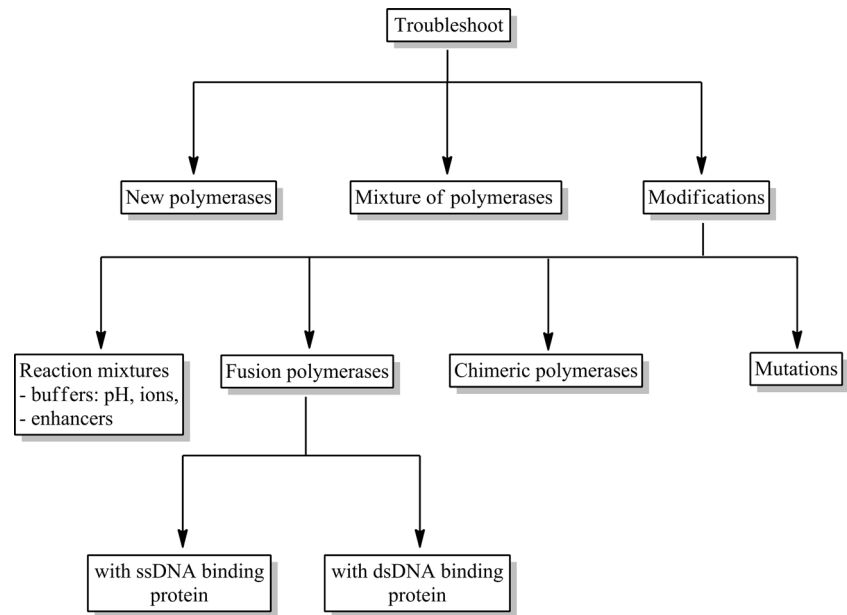 Troubleshoot
New polymerases
Mixture of polymerases
Modifications
Reaction mixtures
- buffers: pH, ions,
- enhancers
Fusion polymerases
Chimeric polymerases
Mutations
with ssDNA binding
protein
with dsDNA binding
protein